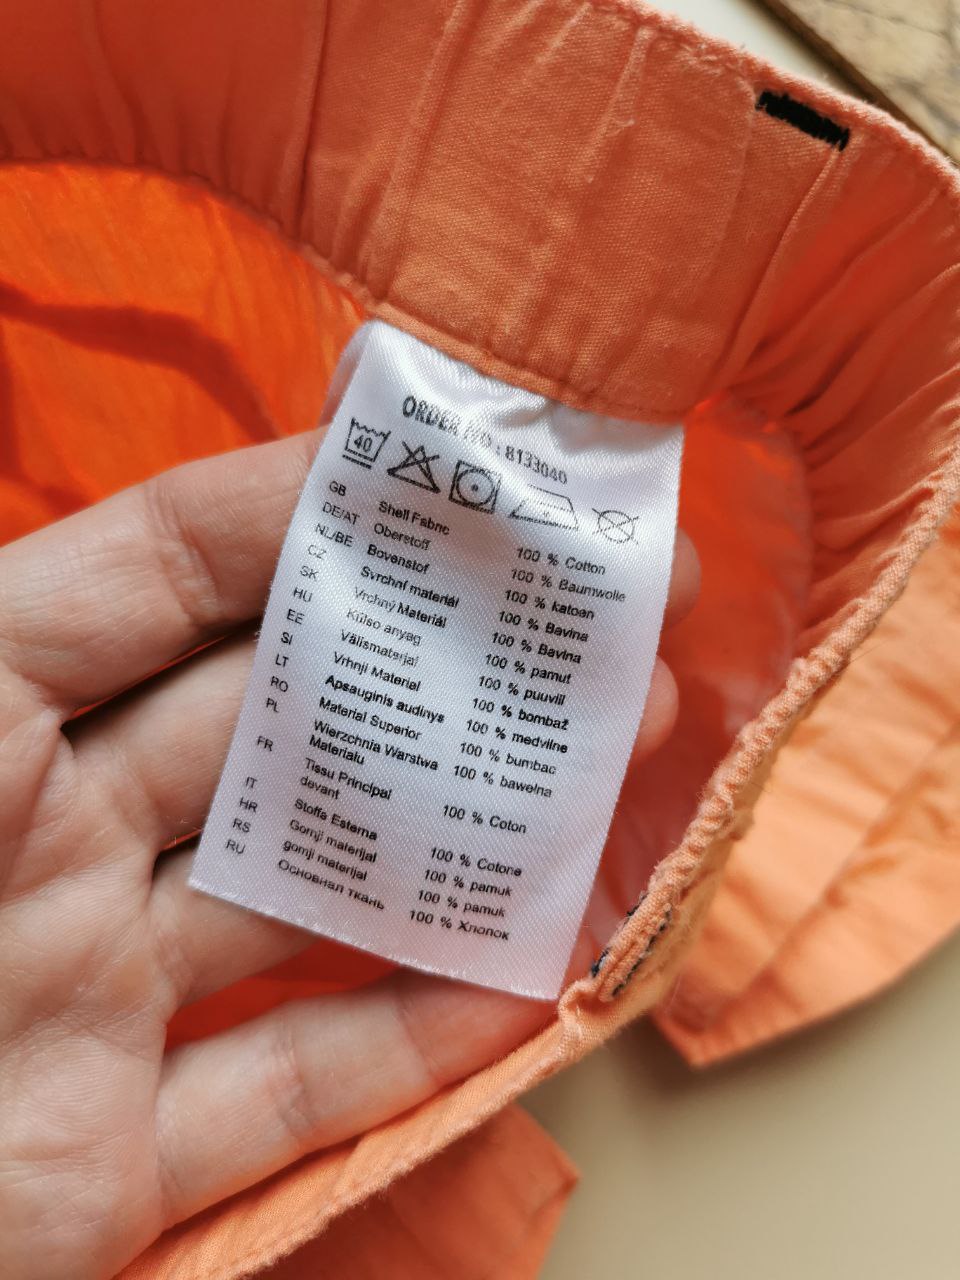 ORDER NO : 8133040
40
GB Shell Fabric 100 % Cotton
DE/AT Oberstoff 100 % Baumwolle
NL/BE Bovenstof 100 % katoen
CZ Svrchní materiál 100 % Bavlna
SK Vrchný Materiál 100 % Bavlna
HU Külső anyag 100 % pamut
EE Välismaterjal 100 % puuvill
SI Vrhnji Material 100 % bombaž
LT Apsauginis audinys 100 % medvilnė
RO Material Superior 100 % bumbac
PL Wierzchnia Warstwa 100 % bawełna
Materiału
FR Tissu Principal 100 % Coton
devant
IT Stoffa Esterna 100 % Cotone
HR Gornji materijal 100 % pamuk
RS gornji materijal 100 % pamuk
RU Основная ткань 100 % Хлопок